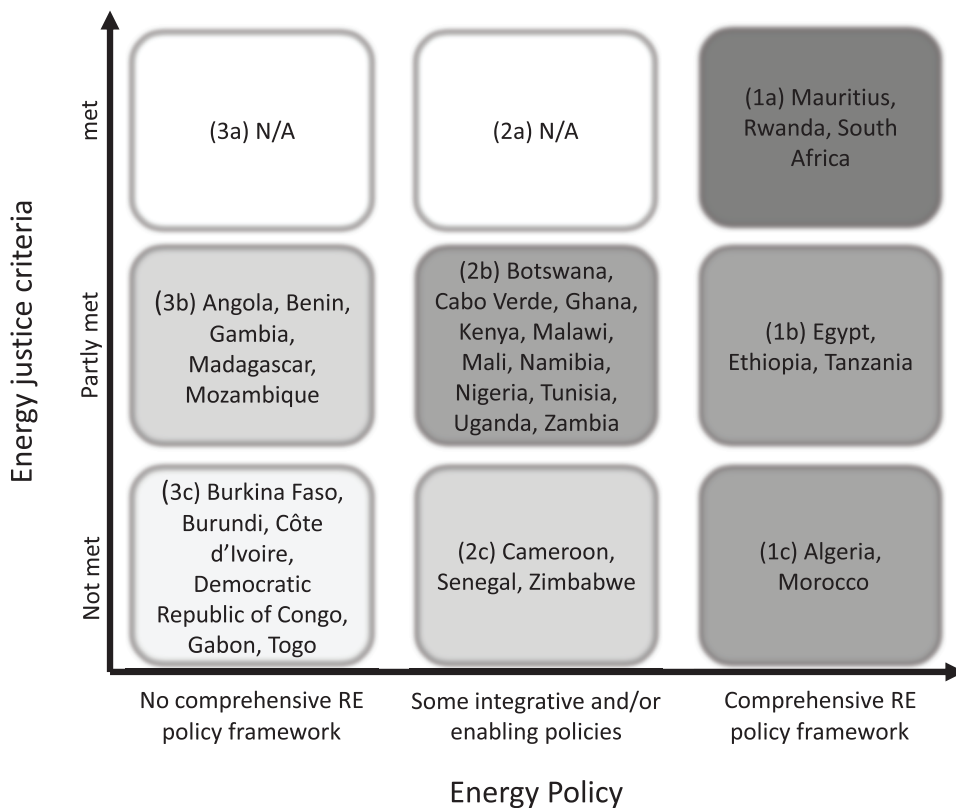 Energy justice criteria
met
Partly met
Not met
(3a) N/A
(2a) N/A
(1a) Mauritius,
Rwanda, South
Africa
(3b) Angola, Benin,
Gambia,
Madagascar,
Mozambique
(2b) Botswana,
Cabo Verde, Ghana,
Kenya, Malawi,
Mali, Namibia,
Nigeria, Tunisia,
Uganda, Zambia
(1b) Egypt,
Ethiopia, Tanzania
(3c) Burkina Faso,
Burundi, Côte
d’Ivoire,
Democratic
Republic of Congo,
Gabon, Togo
(2c) Cameroon,
Senegal, Zimbabwe
(1c) Algeria,
Morocco
No comprehensive RE
policy framework
Some integrative and/or
enabling policies
Comprehensive RE
policy framework
Energy Policy